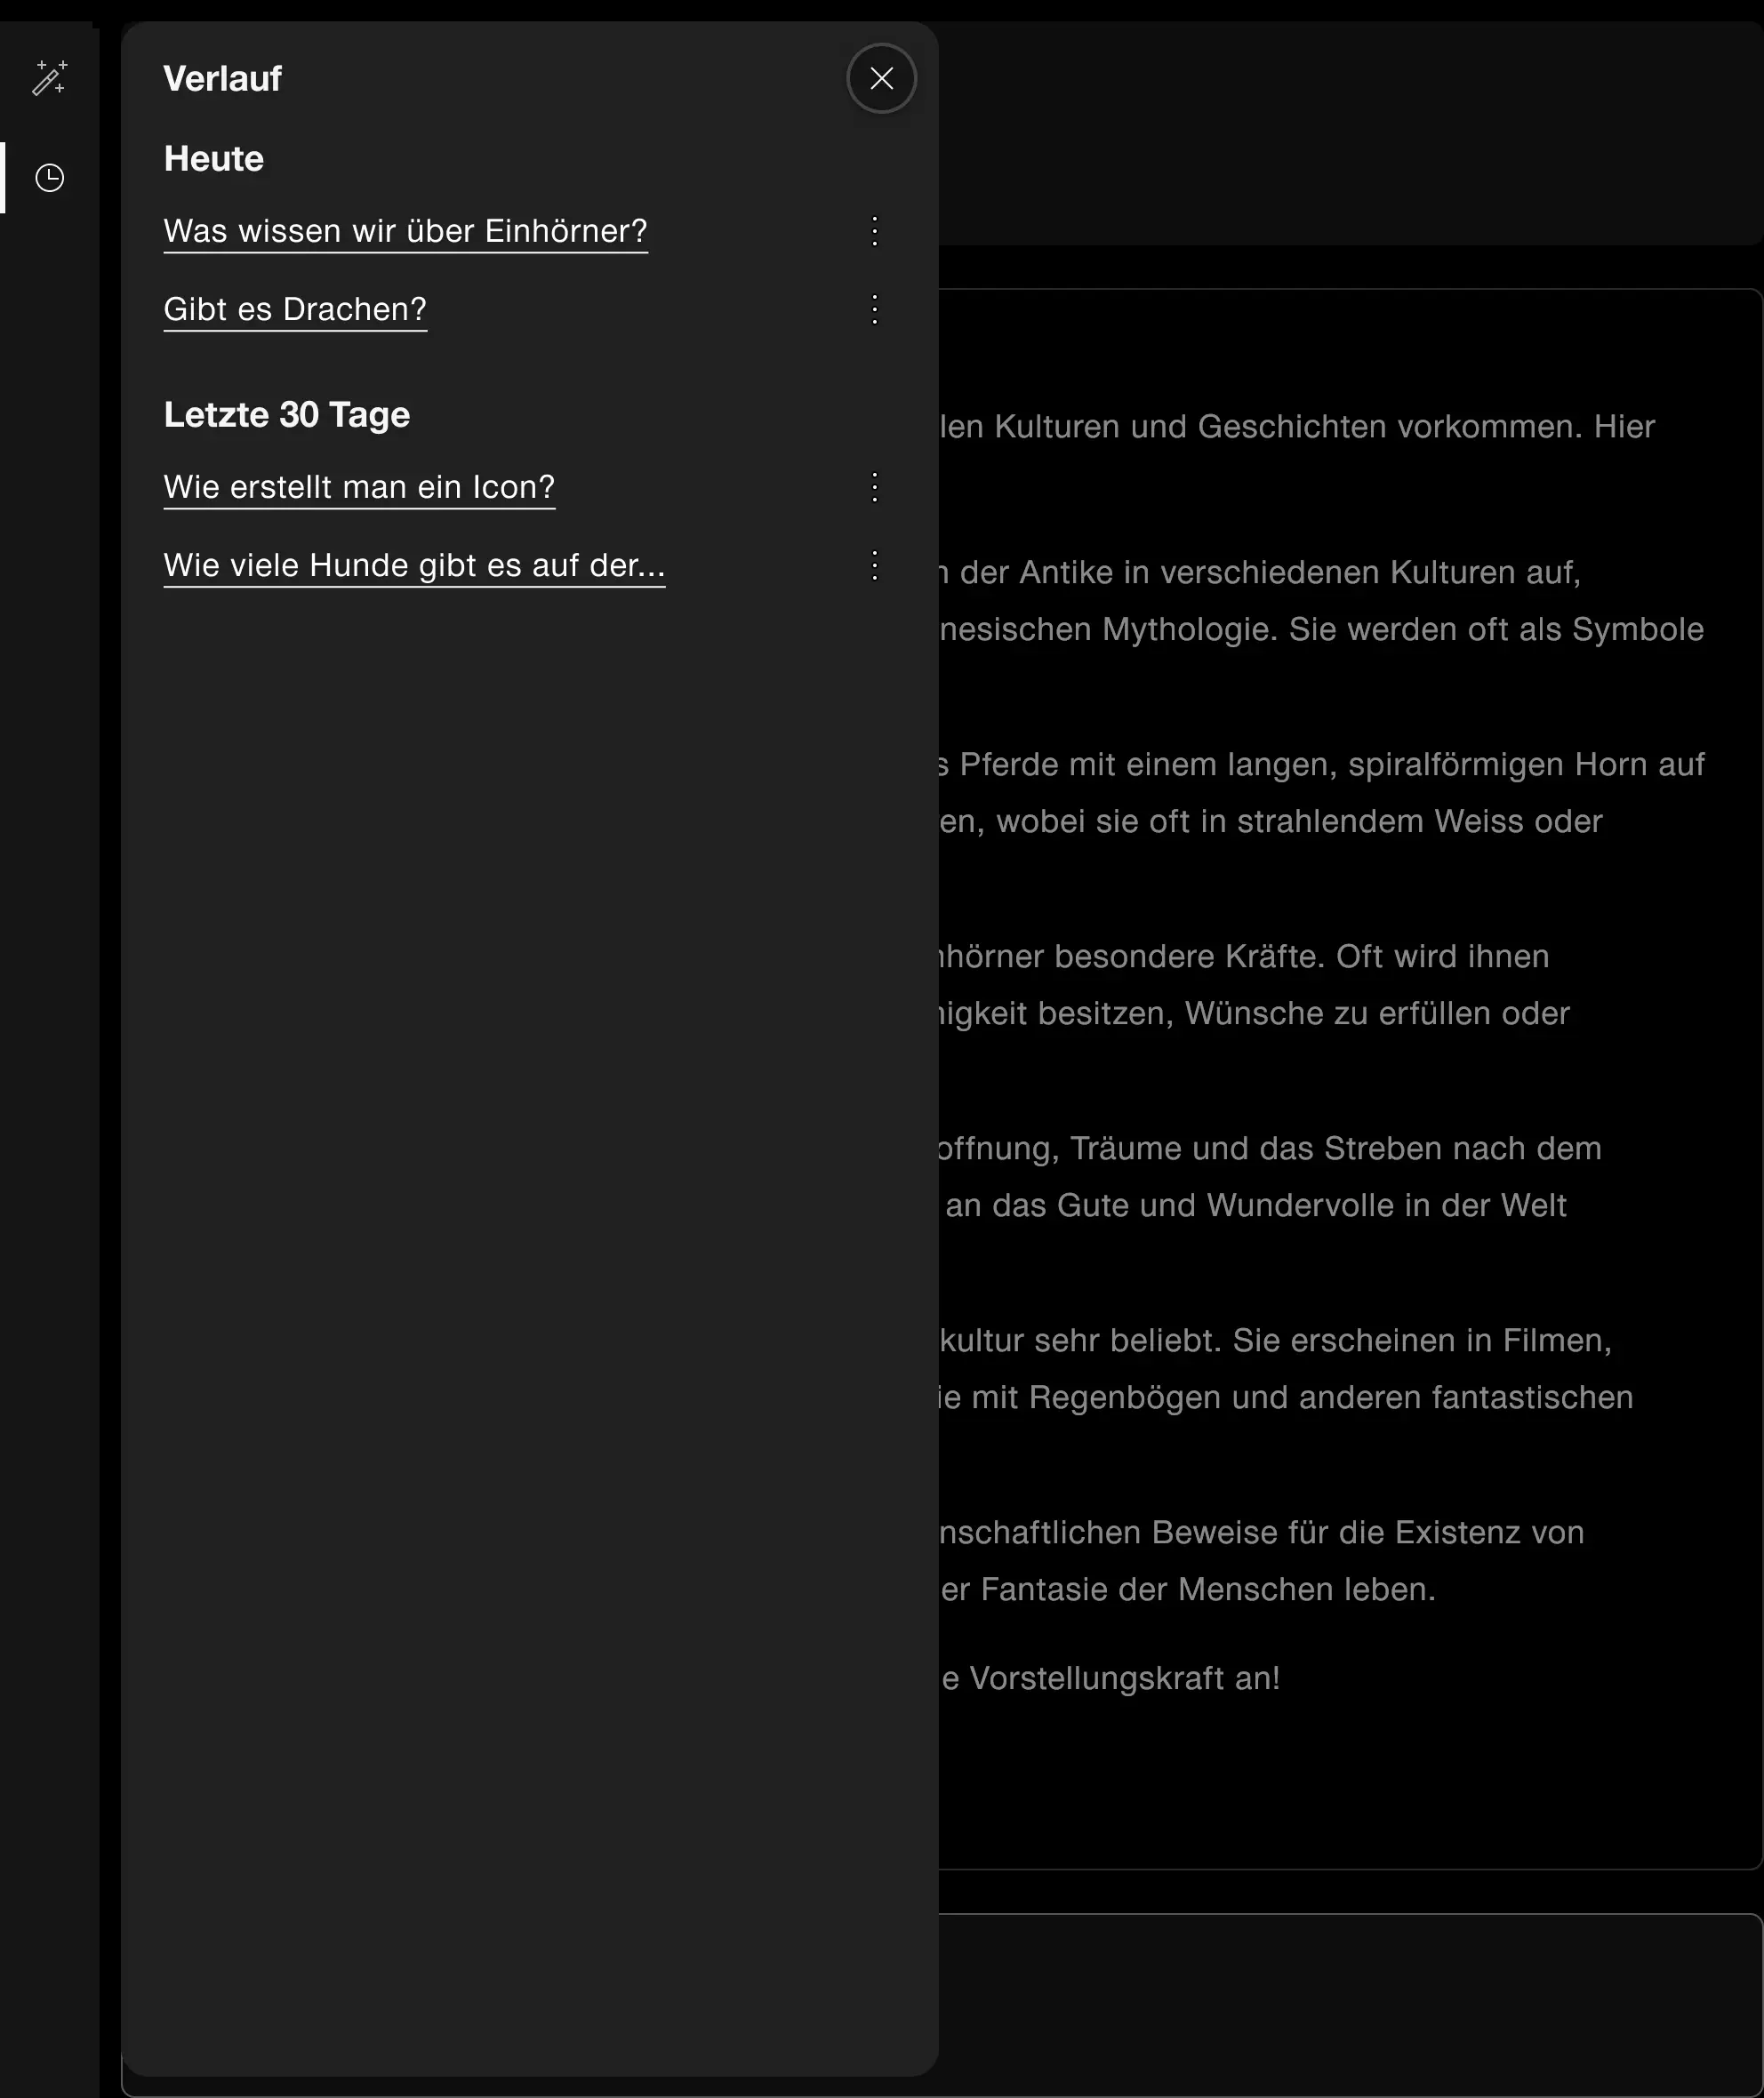 Verlauf
Heute
Was wissen wir über Einhörner?
Gibt es Drachen?
Letzte 30 Tage
Wie erstellt man ein Icon?
Wie viele Hunde gibt es auf der...
len Kulturen und Geschichten vorkommen. Hier
der Antike in verschiedenen Kulturen auf,
nesischen Mythologie. Sie werden oft als Symbole
Pferde mit einem langen, spiralförmigen Horn auf
en, wobei sie oft in strahlendem Weiss oder
hörner besondere Kräfte. Oft wird ihnen
igkeit besitzen, Wünsche zu erfüllen oder
offnung, Träume und das Streben nach dem
an das Gute und Wundervolle in der Welt
kultur sehr beliebt. Sie erscheinen in Filmen,
ie mit Regenbögen und anderen fantastischen
nschaftlichen Beweise für die Existenz von
er Fantasie der Menschen leben.
e Vorstellungskraft an!